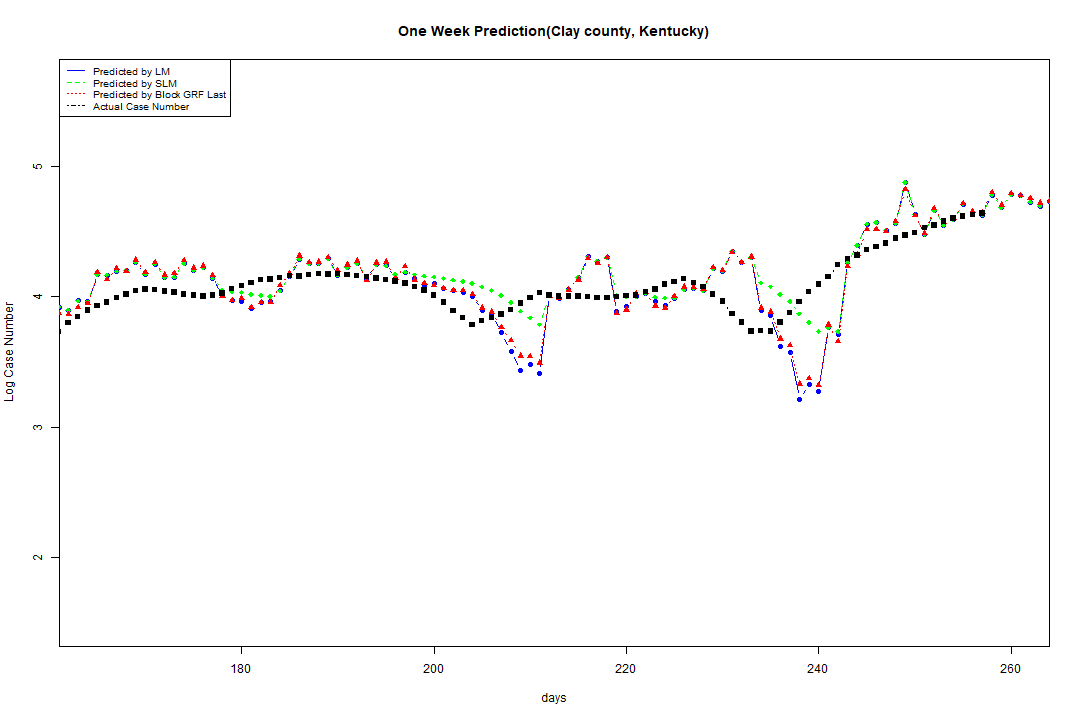 One Week Prediction(Clay county, Kentucky)
Predicted by LM
Predicted by SLM
Predicted by Block GRF Last
Actual Case Number
5
4
3
2
Log Case Number
180
200
220
240
260
days